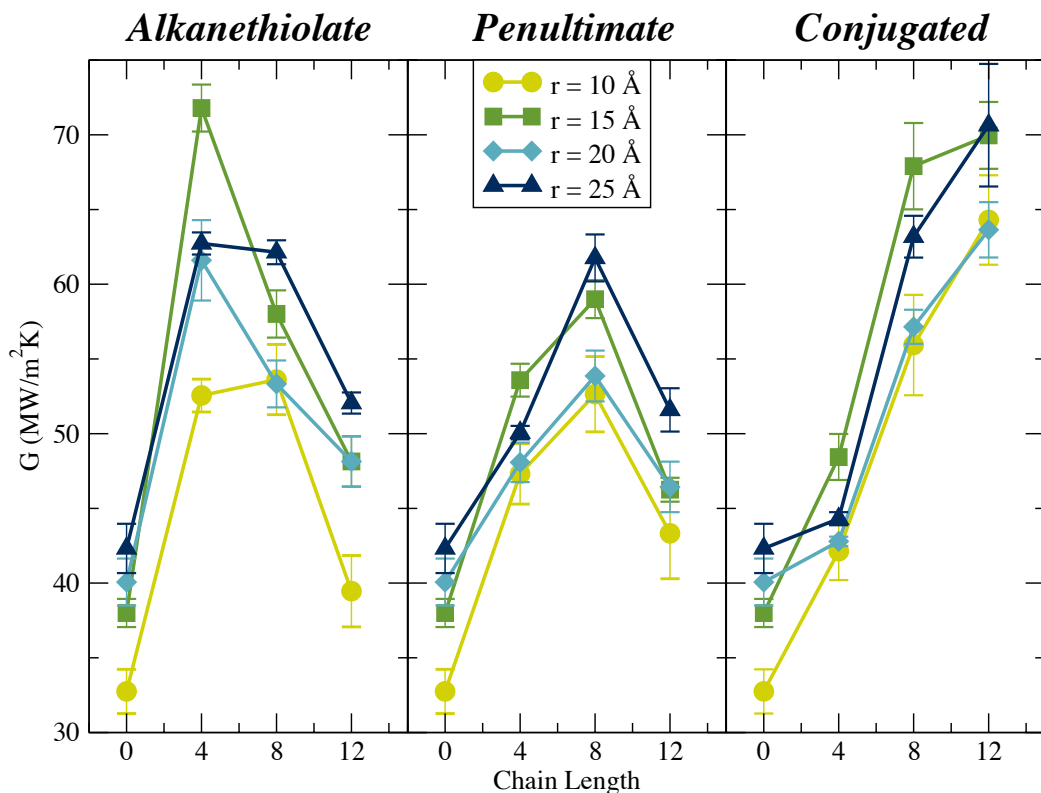 Alkanethiolate Penultimate Conjugated
r = 10 Å
r = 15 Å
r = 20 Å
r = 25 Å
70
60
50
40
30
G (MW/m²K)
0 4 8 12 0 4 8 12 0 4 8 12
Chain Length